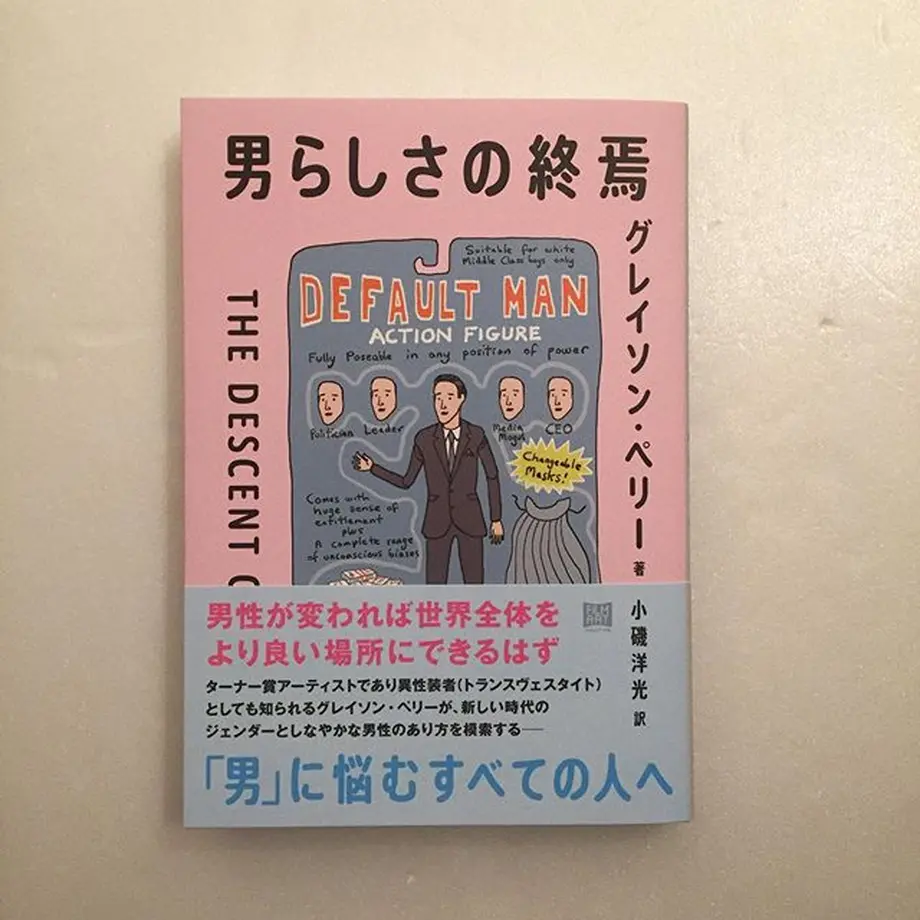 男らしさの終焉
グレイソン・ペリー 著
小磯洋光 訳
THE DESCENT O
Suitable for white
Middle Class boys only
DEFAULT MAN
ACTION FIGURE
Fully Poseable in any position of power
Politician
Leader
Media
Mogul
CEO
Changeable
Masks!
Comes with
huge sense of
entitlement
plus
A complete range
of unconscious biases
男性が変われば世界全体を
より良い場所にできるはず
FILM
ART
ターナー賞アーティストであり異性装者(トランスヴェスタイト)
としても知られるグレイソン・ペリーが、新しい時代の
ジェンダーとしなやかな男性のあり方を模索する――
「男」に悩むすべての人へ